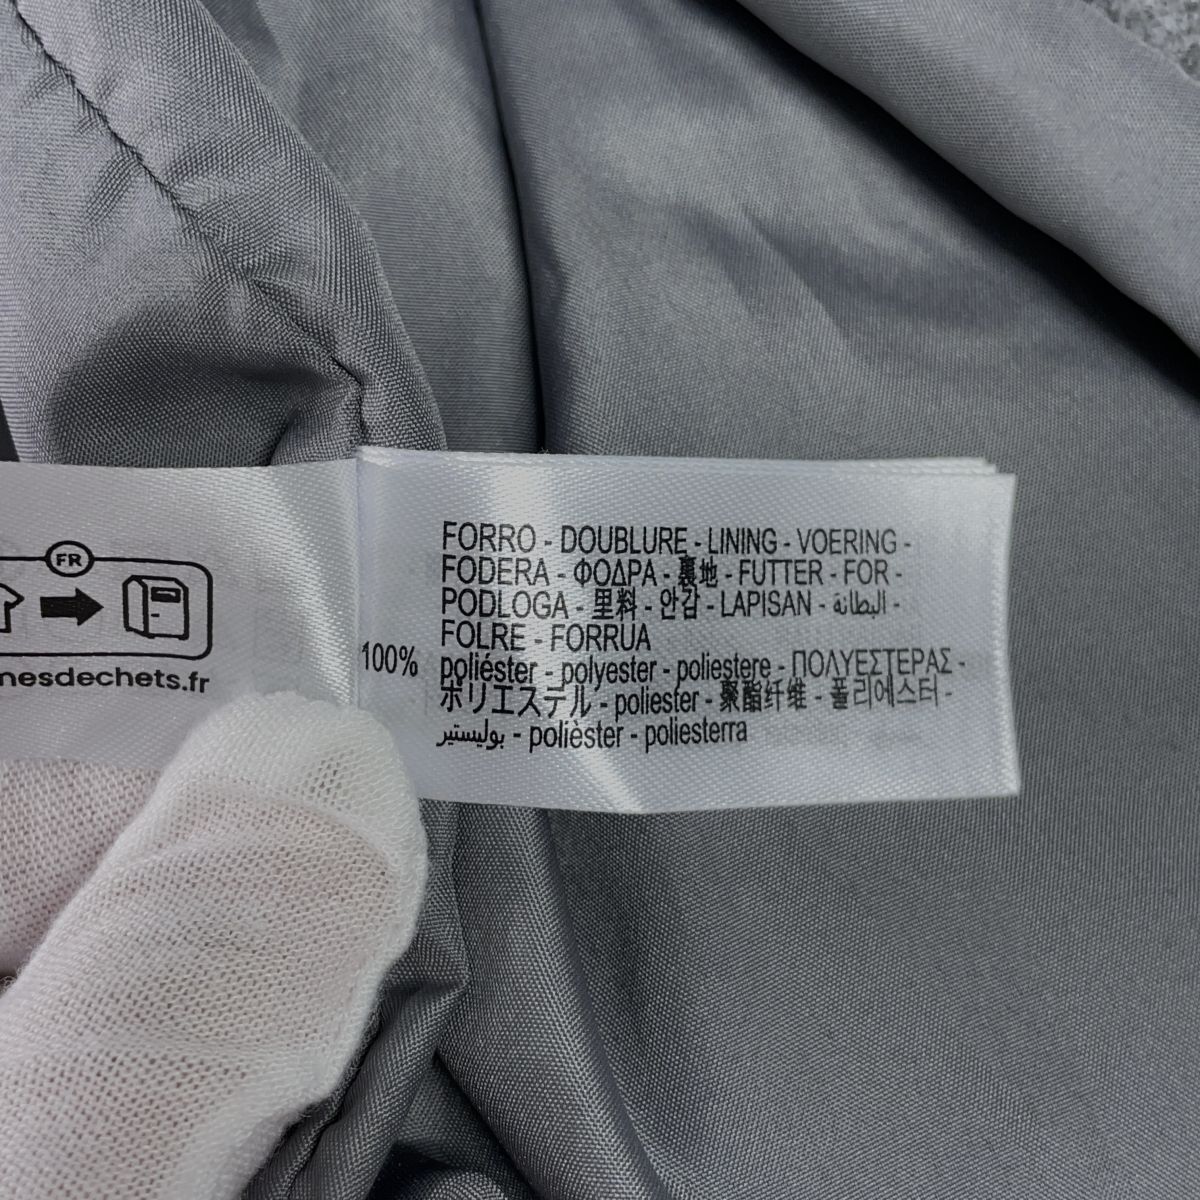 FR
nesdechets.fr
FORRO - DOUBLURE - LINING - VOERING -
FODERA - ΦΟΔΡΑ - 裏地 - FUTTER - FOR -
PODLOGA - 里料 - 안감 - LAPISAN - البطانة -
FOLRE - FORRUA
100% poliéster - polyester - poliestere - ΠΟΛΥΕΣΤΕΡΑΣ -
ポリエステル - poliester - 聚酯纤维 - 폴리에스터 -
بوليستير - polièster - poliesterra